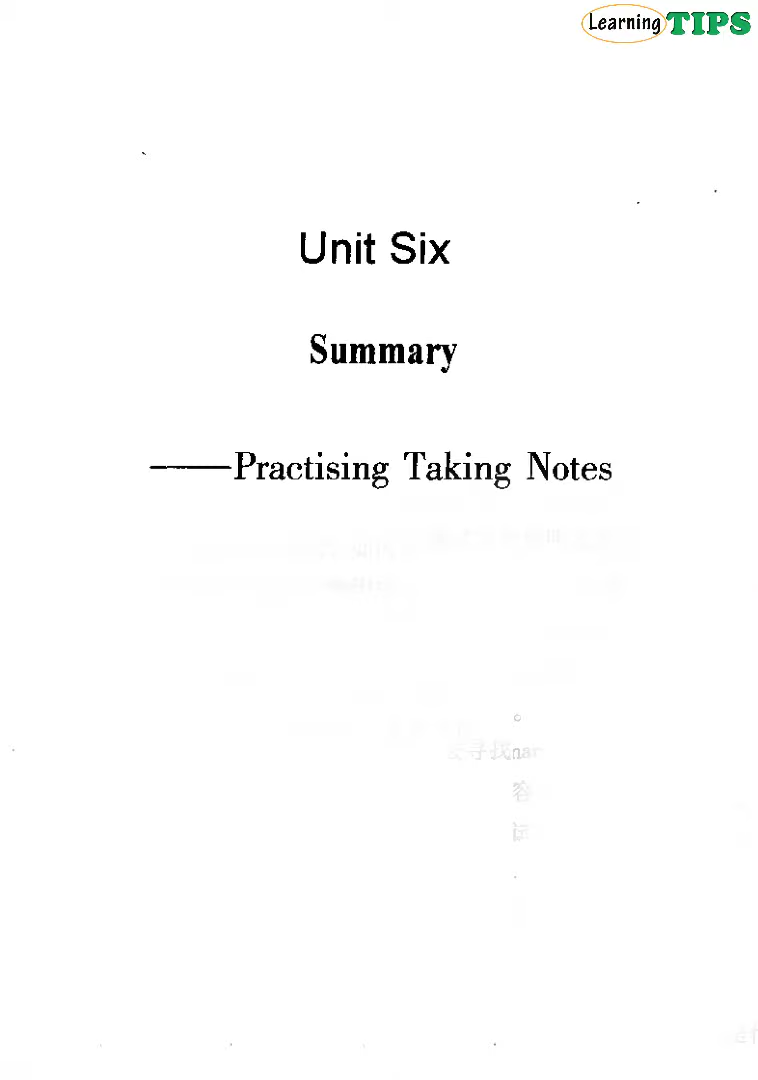 Learning TIPS
Unit Six
Summary
——Practising Taking Notes